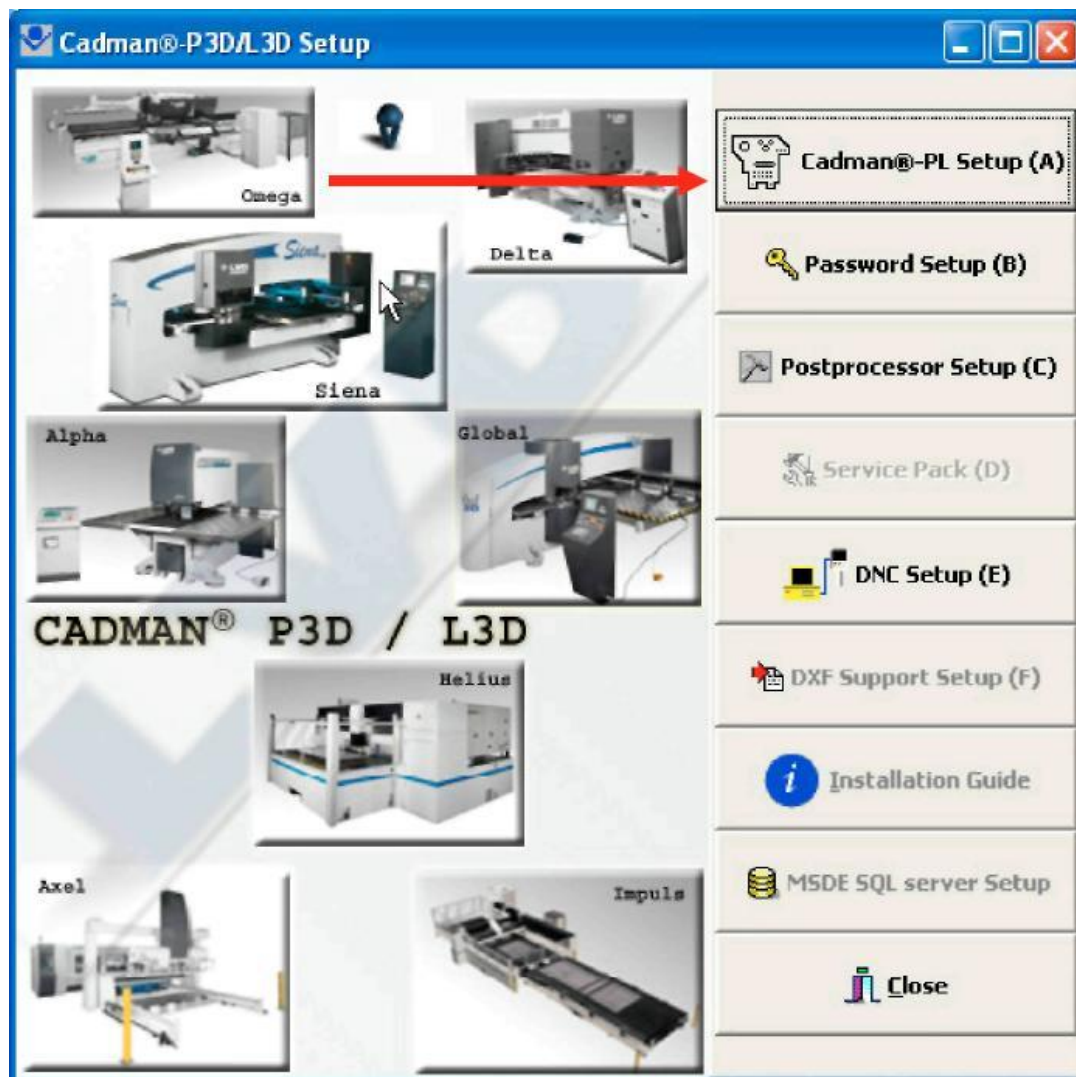 Cadman®-P3D/L3D Setup
Omega
Delta
Siena
Siena
Alpha
Global
CADMAN® P3D / L3D
Helius
Axel
Impuls
Cadman®-PL Setup (A)
Password Setup (B)
Postprocessor Setup (C)
Service Pack (D)
DNC Setup (E)
DXF Support Setup (F)
Installation Guide
MSDE SQL server Setup
Close